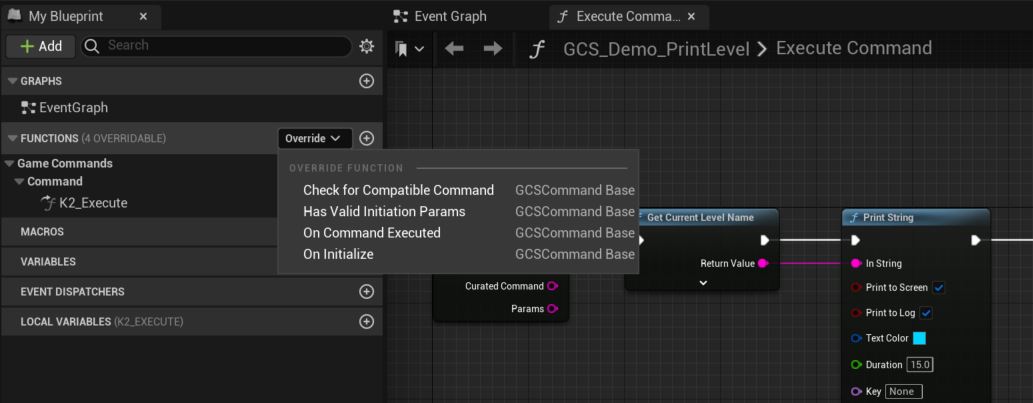 My Blueprint
Add
Search
GRAPHS
EventGraph
FUNCTIONS (4 OVERRIDABLE)
Override
Game Commands
Command
K2_Execute
MACROS
VARIABLES
EVENT DISPATCHERS
LOCAL VARIABLES (K2_EXECUTE)
OVERRIDE FUNCTION
Check for Compatible Command GCSCommand Base
Has Valid Initiation Params GCSCommand Base
On Command Executed GCSCommand Base
On Initialize GCSCommand Base
Event Graph
Execute Comma...
GCS_Demo_PrintLevel > Execute Command
Curated Command
Params
Get Current Level Name
Return Value
Print String
In String
Print to Screen
Print to Log
Text Color
Duration 15.0
Key None